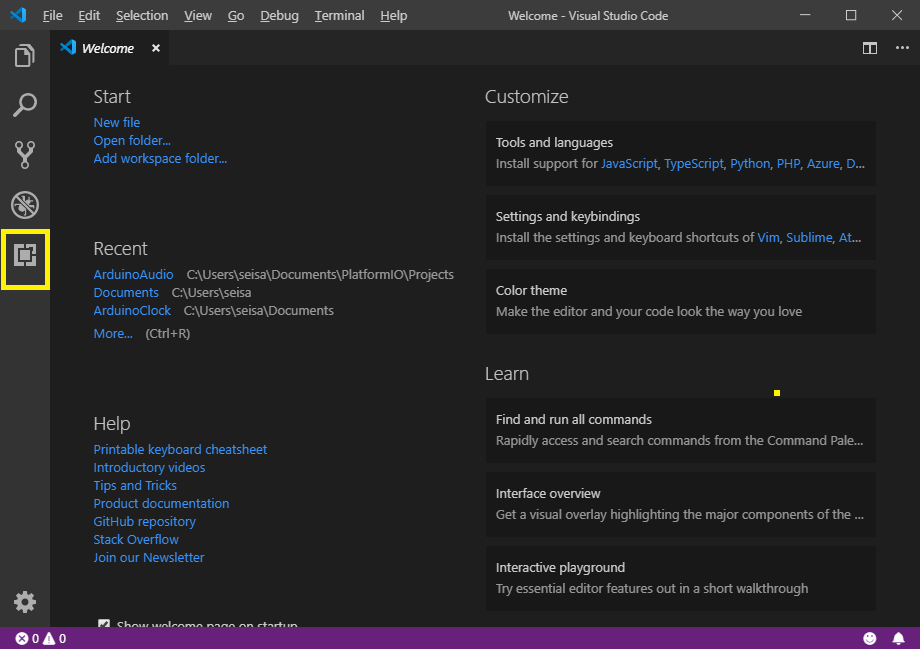 File Edit Selection View Go Debug Terminal Help Welcome - Visual Studio Code
Welcome
Start
New file
Open folder...
Add workspace folder...
Recent
ArduinoAudio C:\Users\seisa\Documents\PlatformIO\Projects
Documents C:\Users\seisa
ArduinoClock C:\Users\seisa\Documents
More... (Ctrl+R)
Help
Printable keyboard cheatsheet
Introductory videos
Tips and Tricks
Product documentation
GitHub repository
Stack Overflow
Join our Newsletter
Show welcome page on startup
Customize
Tools and languages
Install support for JavaScript, TypeScript, Python, PHP, Azure, D...
Settings and keybindings
Install the settings and keyboard shortcuts of Vim, Sublime, At...
Color theme
Make the editor and your code look the way you love
Learn
Find and run all commands
Rapidly access and search commands from the Command Pale...
Interface overview
Get a visual overlay highlighting the major components of the ...
Interactive playground
Try essential editor features out in a short walkthrough
0 0